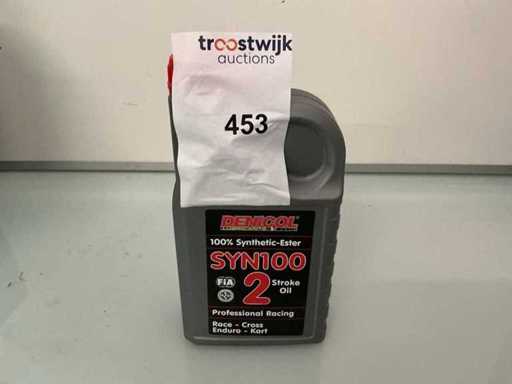 troostwijk
auctions
453
DENICOL
100% Synthetic-Ester
SYN100
FiA
2 Stroke Oil
Professional Racing
Race - Cross
Enduro - Kart